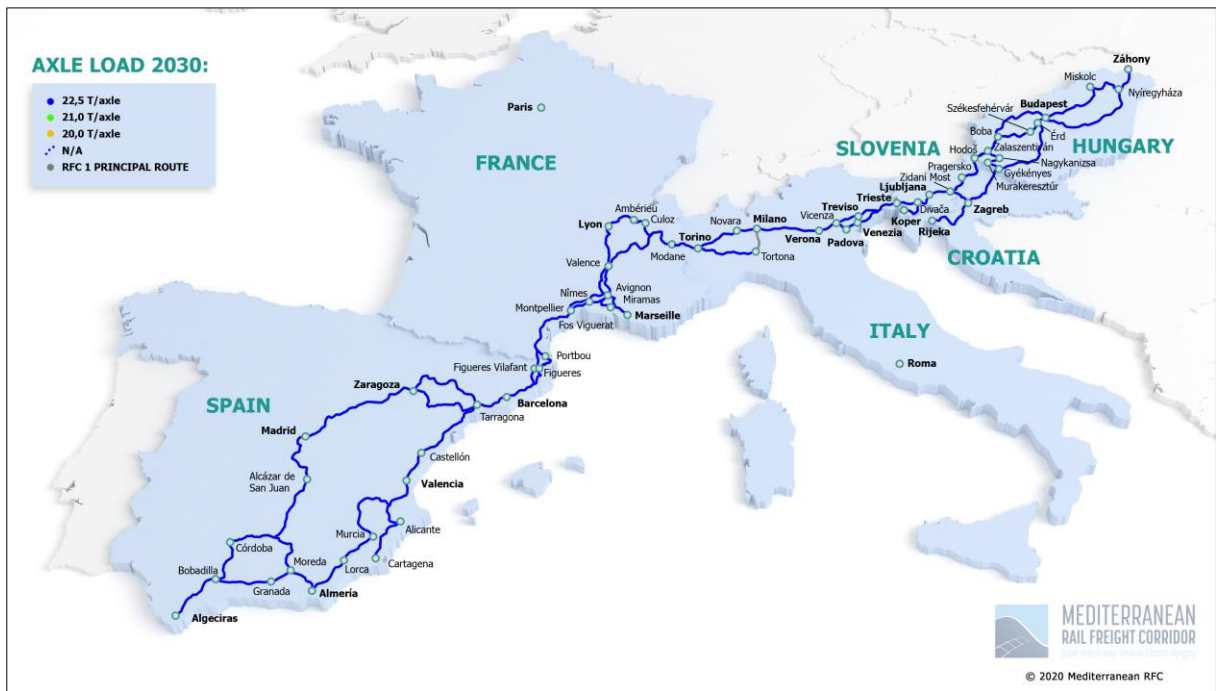 AXLE LOAD 2030:
22,5 T/axle
21,0 T/axle
20,0 T/axle
N/A
RFC 1 PRINCIPAL ROUTE
Paris
FRANCE
Záhony
Miskolc
Nyíregyháza
Székesfehérvár
Budapest
Boba
Érd
SLOVENIA
Hodoš
Zalaszentiván
HUNGARY
Pragersko
Nagykanizsa
Zidani Most
Gyékényes
Ljubljana
Murakeresztúr
Trieste
Treviso
Ambérieu
Culoz
Lyon
Novara
Milano
Vicenza
Divača
Zagreb
Torino
Koper
Verona
Padova
Venezia
Rijeka
Modane
Tortona
CROATIA
Valence
Avignon
Nîmes
Miramas
Montpellier
Marseille
Fos Viguerat
ITALY
Portbou
Roma
Figueres Vilafant
Figueres
Zaragoza
Barcelona
SPAIN
Tarragona
Madrid
Castellón
Alcázar de
San Juan
Valencia
Murcia
Alicante
Córdoba
Moreda
Cartagena
Lorca
Bobadilla
Granada
Almería
Algeciras
MEDITERRANEAN
RAIL FREIGHT CORRIDOR
© 2020 Mediterranean RFC